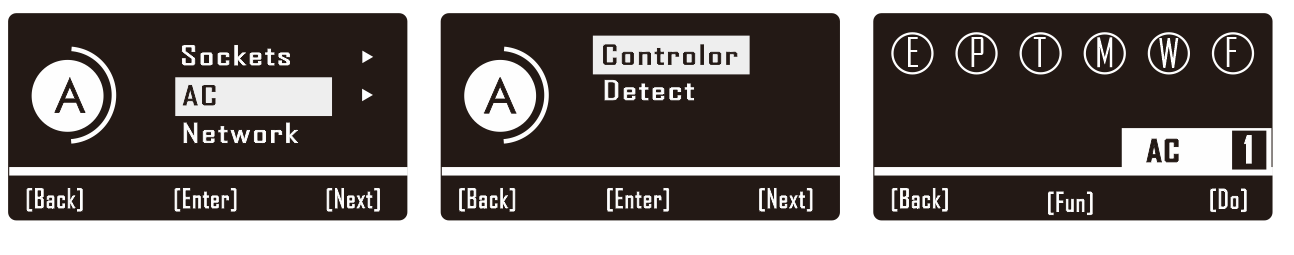 A
Sockets
AC
Network
[Back] [Enter] [Next]
A
Controlor
Detect
[Back] [Enter] [Next]
E P T M W F
AC 1
[Back] [Fun] [Do]